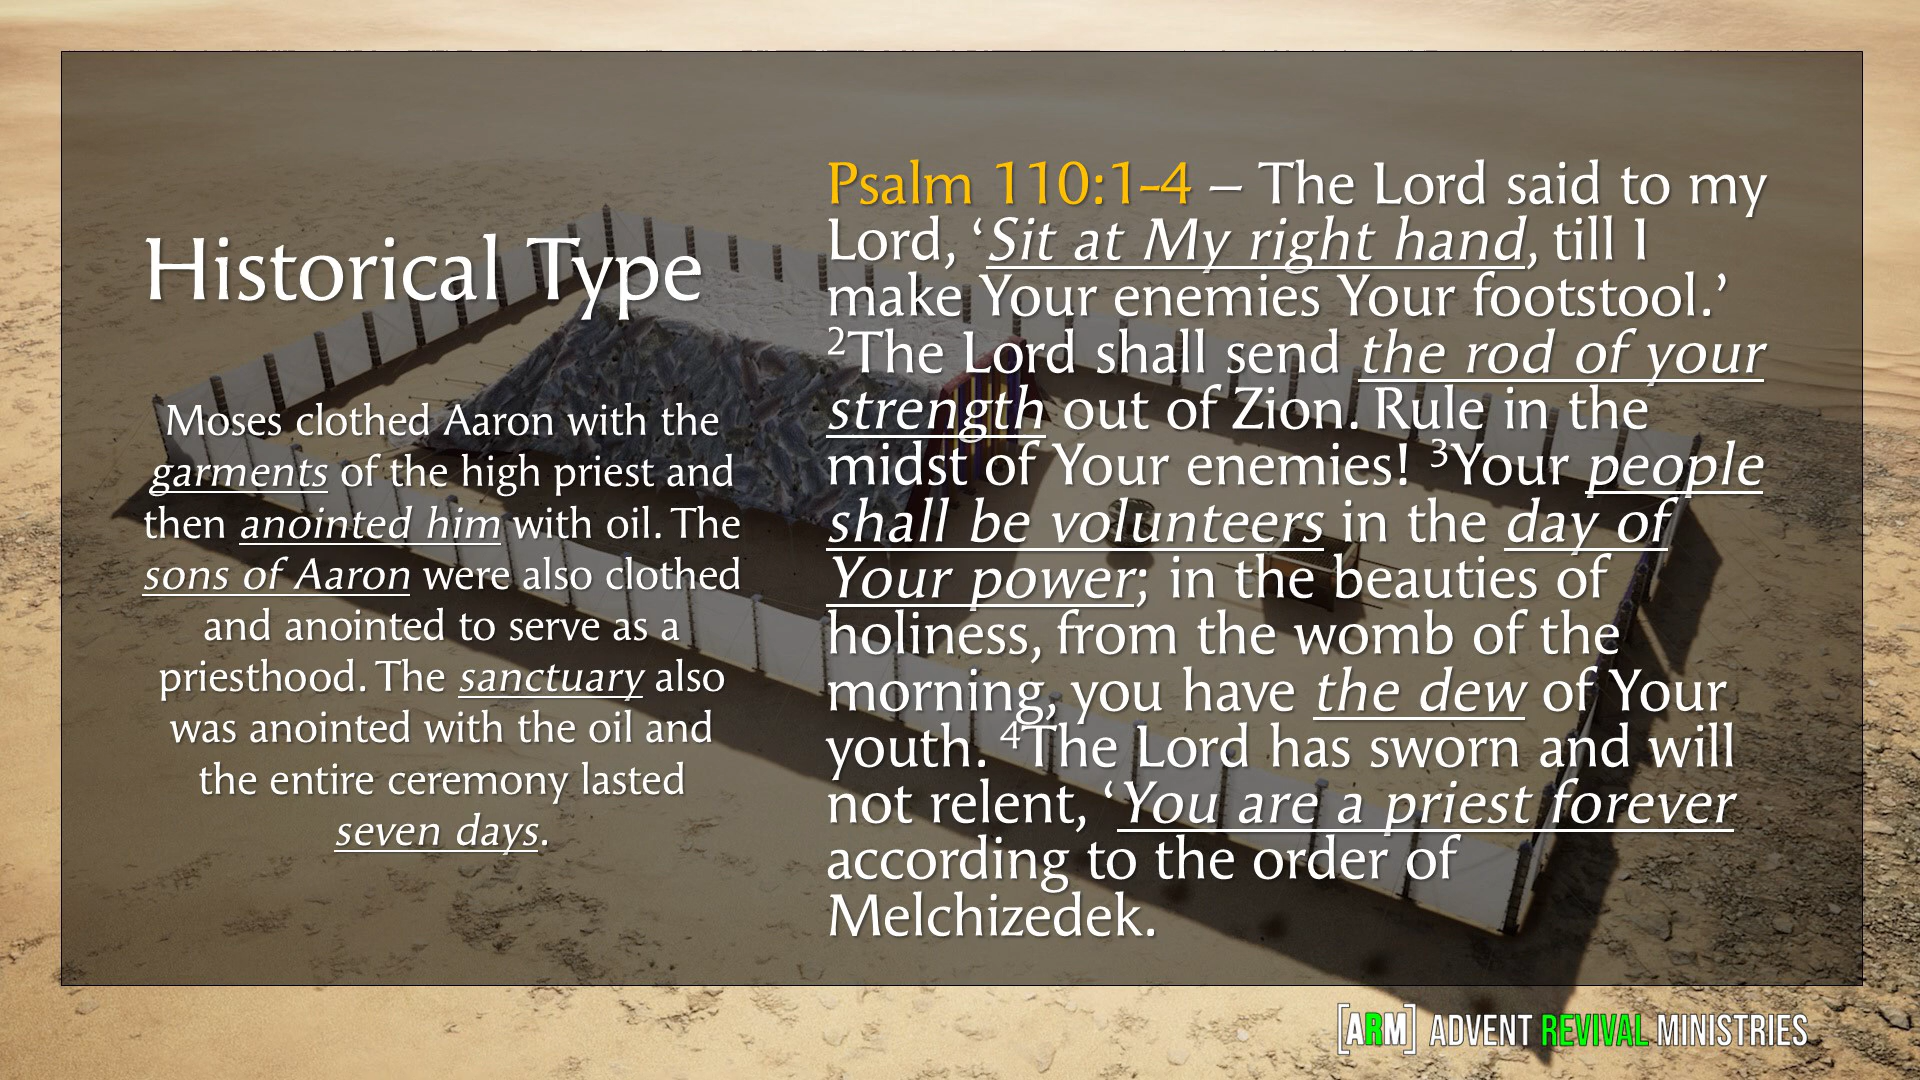 Historical Type
Moses clothed Aaron with the
garments of the high priest and
then anointed him with oil. The
sons of Aaron were also clothed
and anointed to serve as a
priesthood. The sanctuary also
was anointed with the oil and
the entire ceremony lasted
seven days.
Psalm 110:1-4 – The Lord said to my
Lord, ‘Sit at My right hand, till I
make Your enemies Your footstool.’
²The Lord shall send the rod of your
strength out of Zion. Rule in the
midst of Your enemies! ³Your people
shall be volunteers in the day of
Your power; in the beauties of
holiness, from the womb of the
morning, you have the dew of Your
youth. ⁴The Lord has sworn and will
not relent, ‘You are a priest forever
according to the order of
Melchizedek.
[ARM] ADVENT REVIVAL MINISTRIES